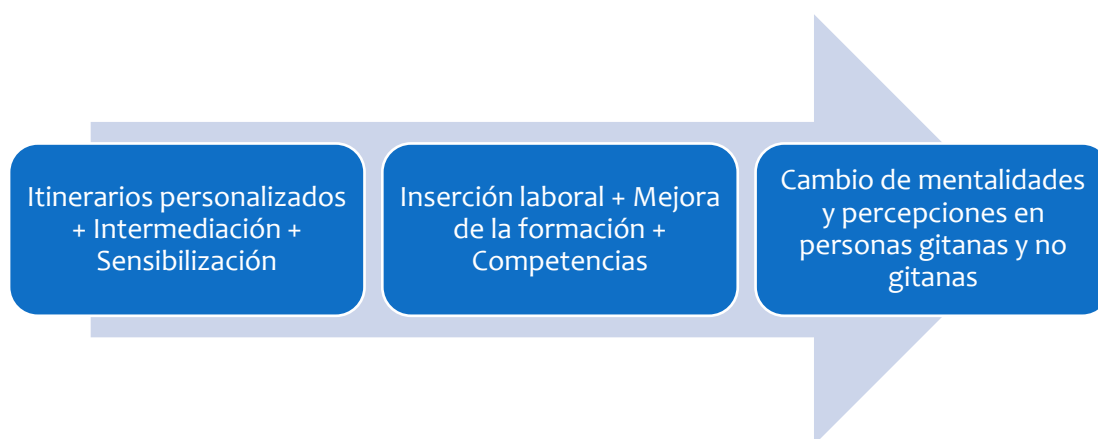 Itinerarios personalizados
+ Intermediación +
Sensibilización
Inserción laboral + Mejora
de la formación +
Competencias
Cambio de mentalidades
y percepciones en
personas gitanas y no
gitanas